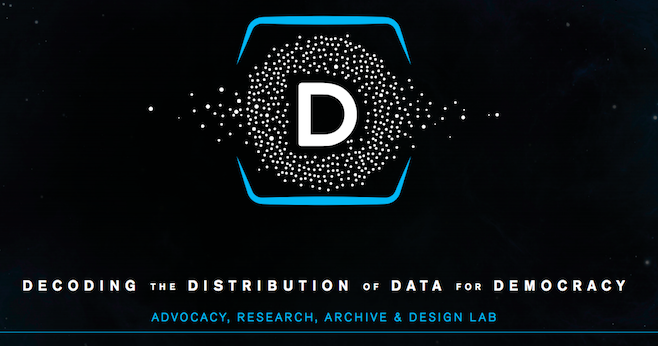 D
DECODING THE DISTRIBUTION OF DATA FOR DEMOCRACY
ADVOCACY, RESEARCH, ARCHIVE & DESIGN LAB